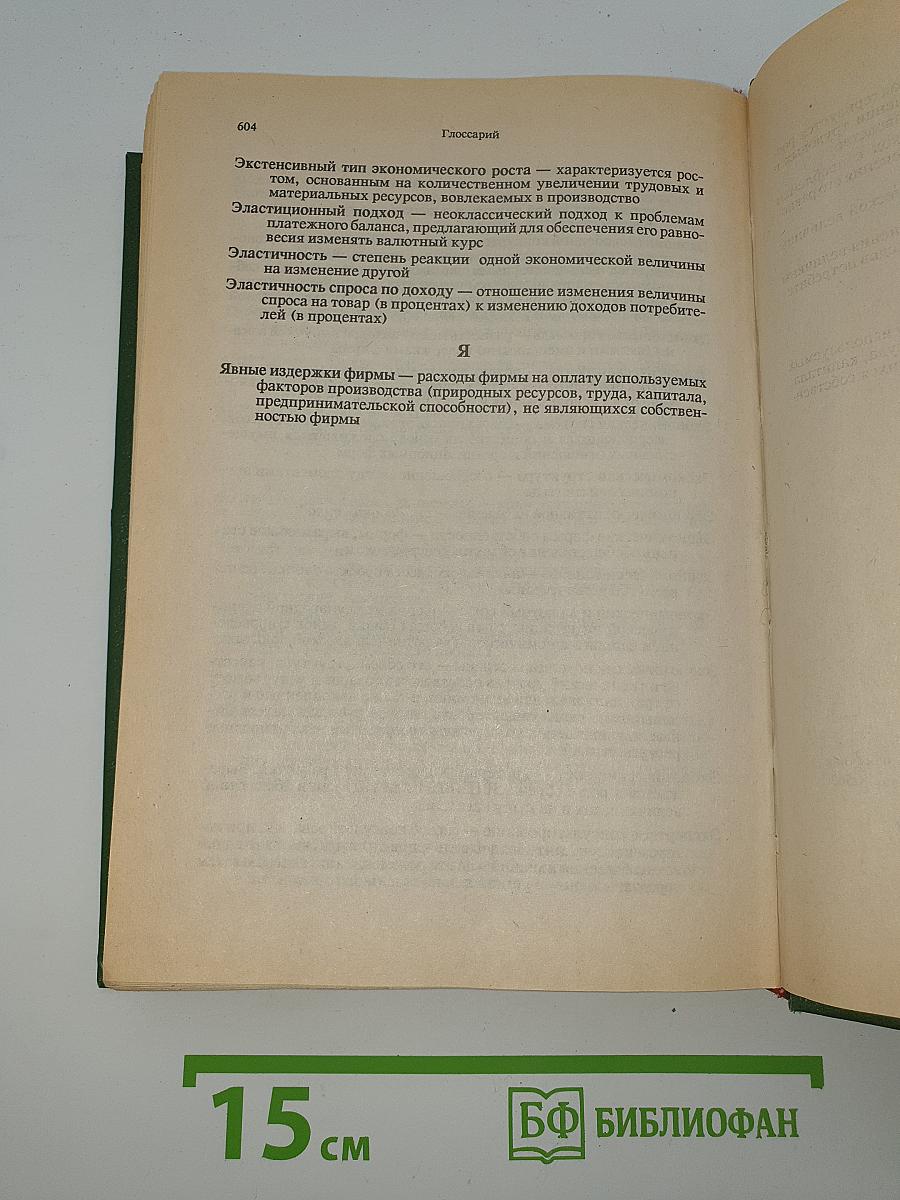 604
Глоссарий
Экстенсивный тип экономического роста — характеризуется рос-
том, основанным на количественном увеличении трудовых и
материальных ресурсов, вовлекаемых в производство
Эластиционный подход — неоклассический подход к проблемам
платежного баланса, предлагающий для обеспечения его равно-
весия изменять валютный курс
Эластичность — степень реакции одной экономической величины
на изменение другой
Эластичность спроса по доходу — отношение изменения величины
спроса на товар (в процентах) к изменению доходов потребите-
лей (в процентах)
Я
Явные издержки фирмы — расходы фирмы на оплату используемых
факторов производства (природных ресурсов, труда, капитала,
предпринимательской способности), не являющихся собствен-
ностью фирмы
15 см
БФ БИБЛИОФАН